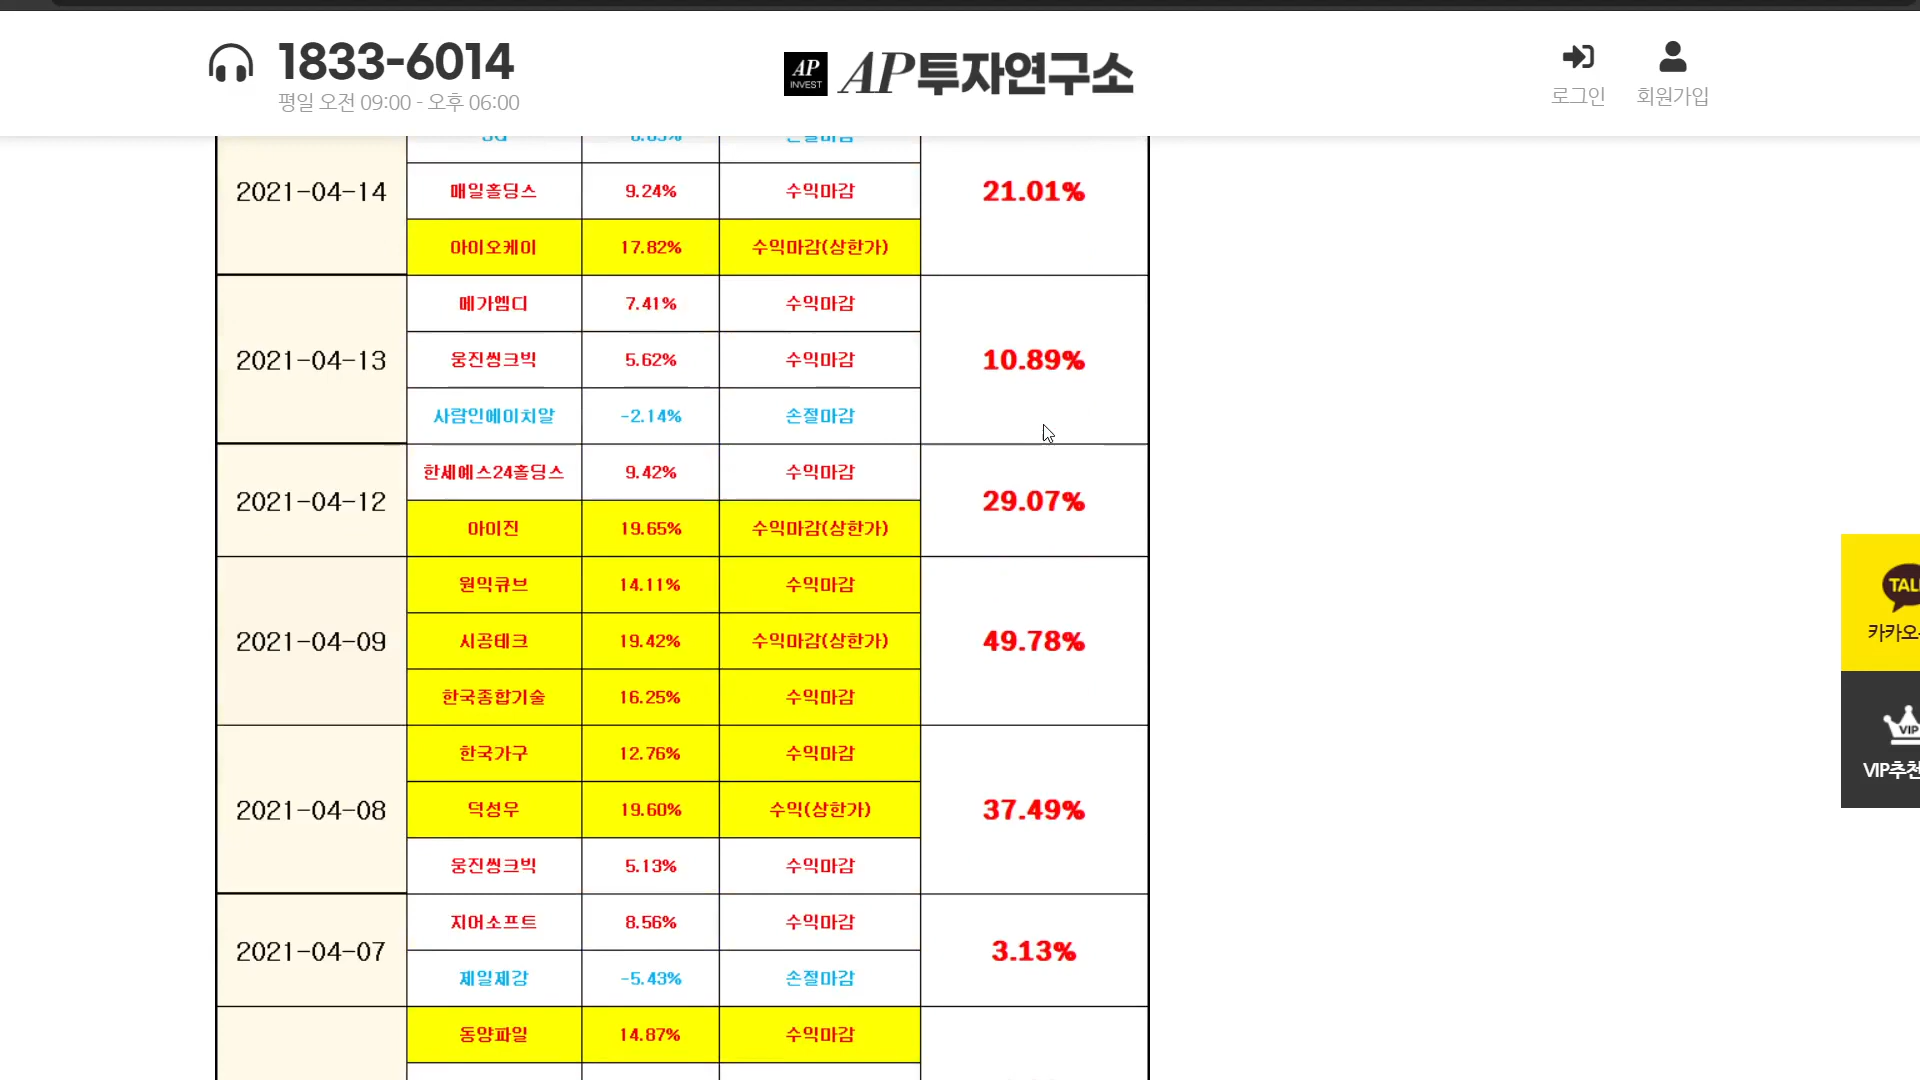 1833-6014
평일 오전 09:00 - 오후 06:00
AP
INVEST
AP투자연구소
로그인
회원가입
2021-04-14
매일홀딩스 9.24% 수익마감
21.01%
아이오케이 17.82% 수익마감(상한가)
메가엠디 7.41% 수익마감
2021-04-13
웅진씽크빅 5.62% 수익마감
10.89%
사람인에이치알 -2.14% 손절마감
한세예스24홀딩스 9.42% 수익마감
2021-04-12
29.07%
아이진 19.65% 수익마감(상한가)
원익큐브 14.11% 수익마감
2021-04-09
시공테크 19.42% 수익마감(상한가)
49.78%
한국종합기술 16.25% 수익마감
한국가구 12.76% 수익마감
2021-04-08
덕성우 19.60% 수익(상한가)
37.49%
웅진씽크빅 5.13% 수익마감
지어소프트 8.56% 수익마감
2021-04-07
3.13%
제일제강 -5.43% 손절마감
동양파일 14.87% 수익마감
TAL
카카오
VIP
VIP추천